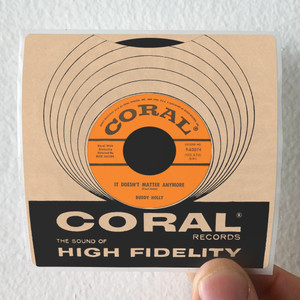 CORAL®
IT DOESN'T MATTER ANYMORE
BUDDY HOLLY
CORAL®
RECORDS
THE SOUND OF
HIGH FIDELITY